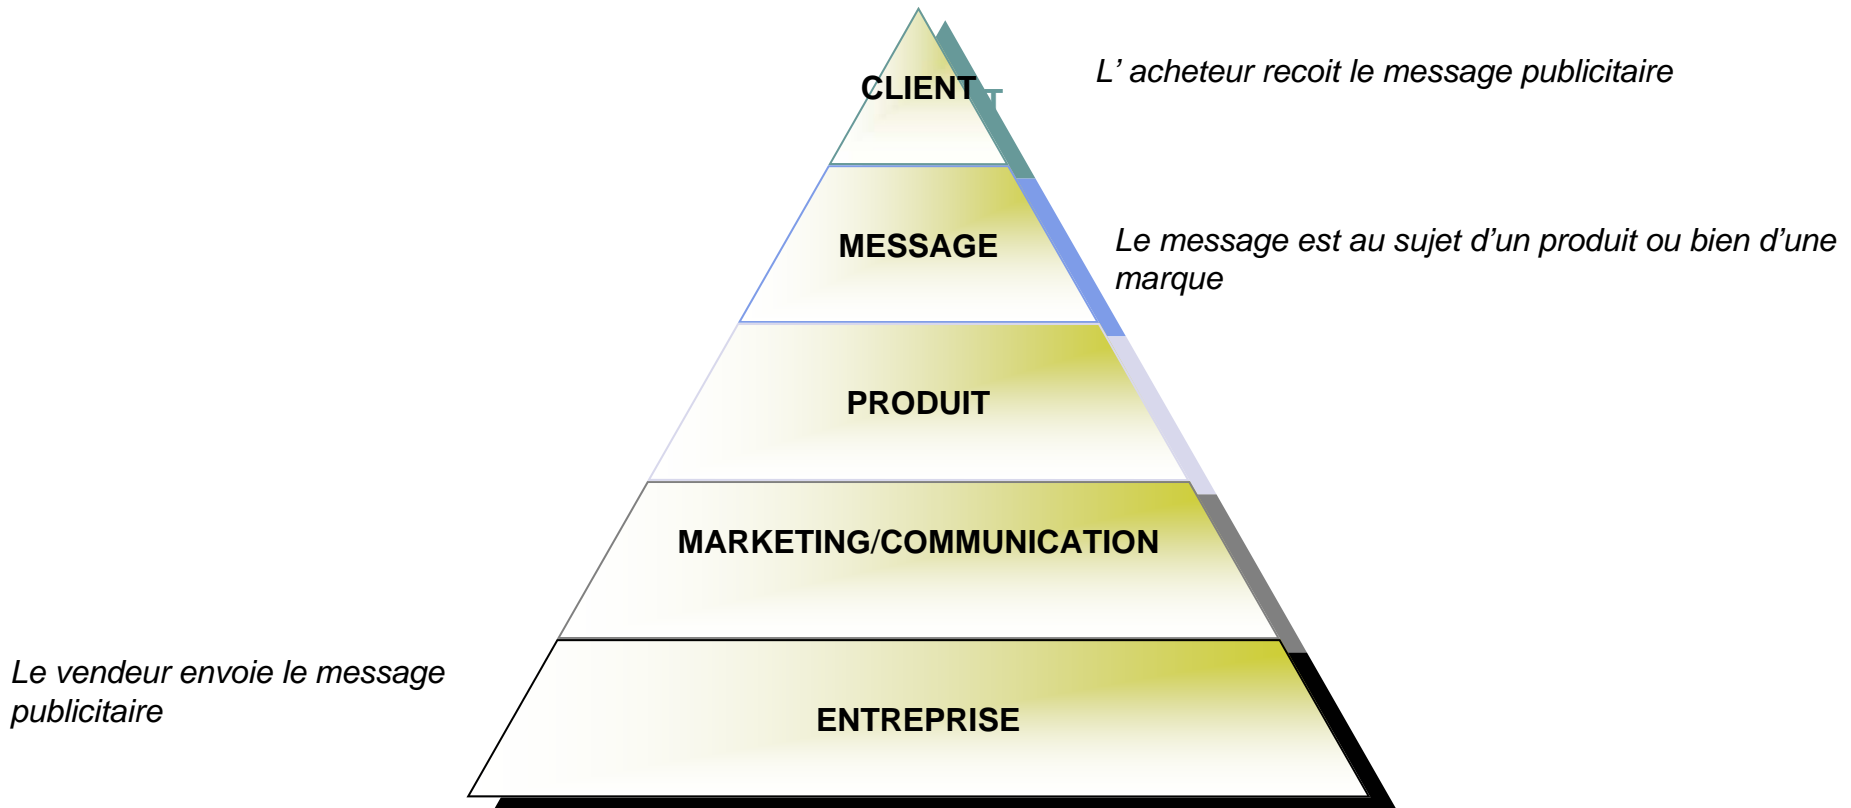 CLIENT
L’ acheteur recoit le message publicitaire
MESSAGE
Le message est au sujet d’un produit ou bien d’une
marque
PRODUIT
MARKETING/COMMUNICATION
Le vendeur envoie le message
publicitaire
ENTREPRISE